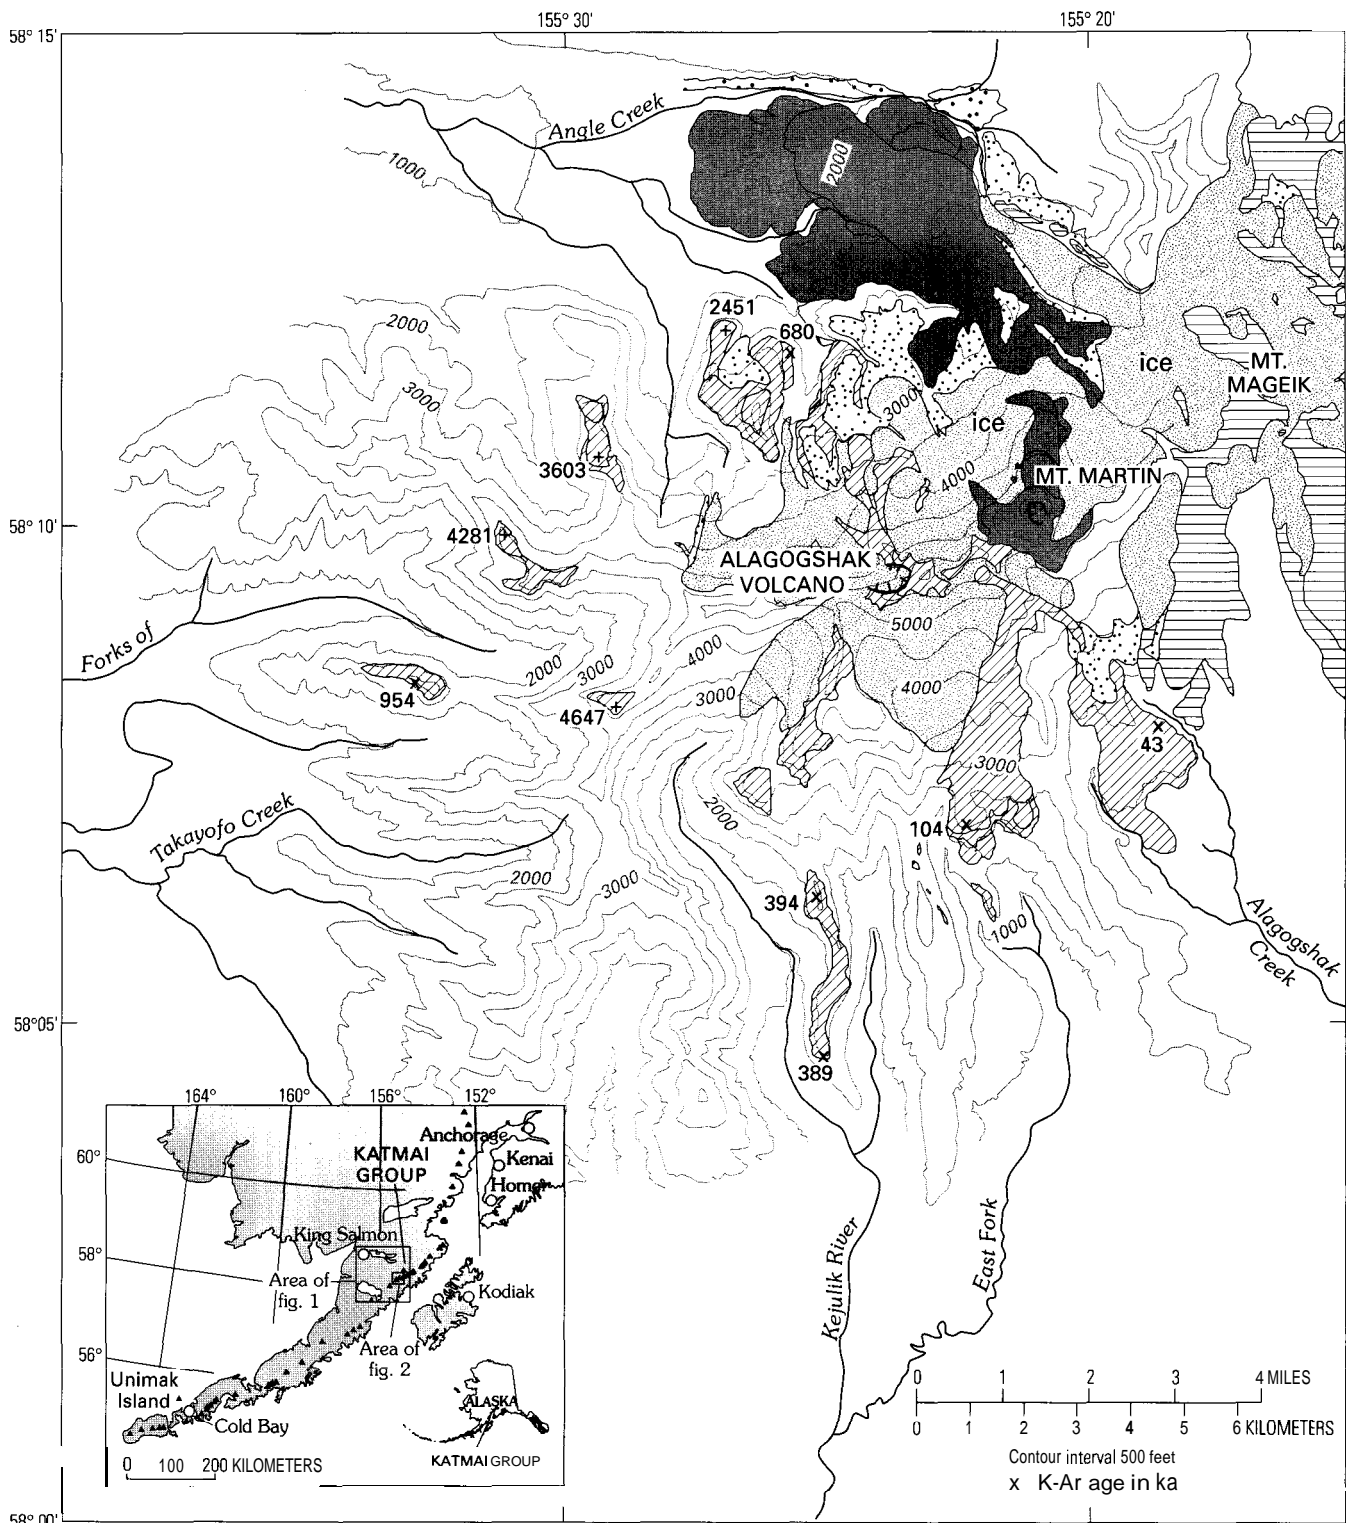 155° 30'
155° 20'
58° 15'
Angle Creek
1000
2000
2451
680
2000
3000
ice
MT.
MAGEIK
3000
ice
3603
4000
MT. MARTIN
58° 10'
4281
ALAGOGSHAK
VOLCANO
Forks of
5000
4000
2000
3000
3000
4000
954
4647
43
3000
Takayofo Creek
2000
104
2000
3000
394
1000
Alagogshak
Creek
58° 05'
389
164°
160°
156°
152°
Anchorage
60°
KATMAI
GROUP
Kenai
Homer
King Salmon
58°
Area of
fig. 1
Kodiak
Area of
fig. 2
56°
Unimak
Island
ALASKA
Cold Bay
KATMAI GROUP
0 100 200 KILOMETERS
Kejulik River
East Fork
0 1 2 3 4 MILES
0 1 2 3 4 5 6 KILOMETERS
Contour interval 500 feet
x K-Ar age in ka
58° 00'